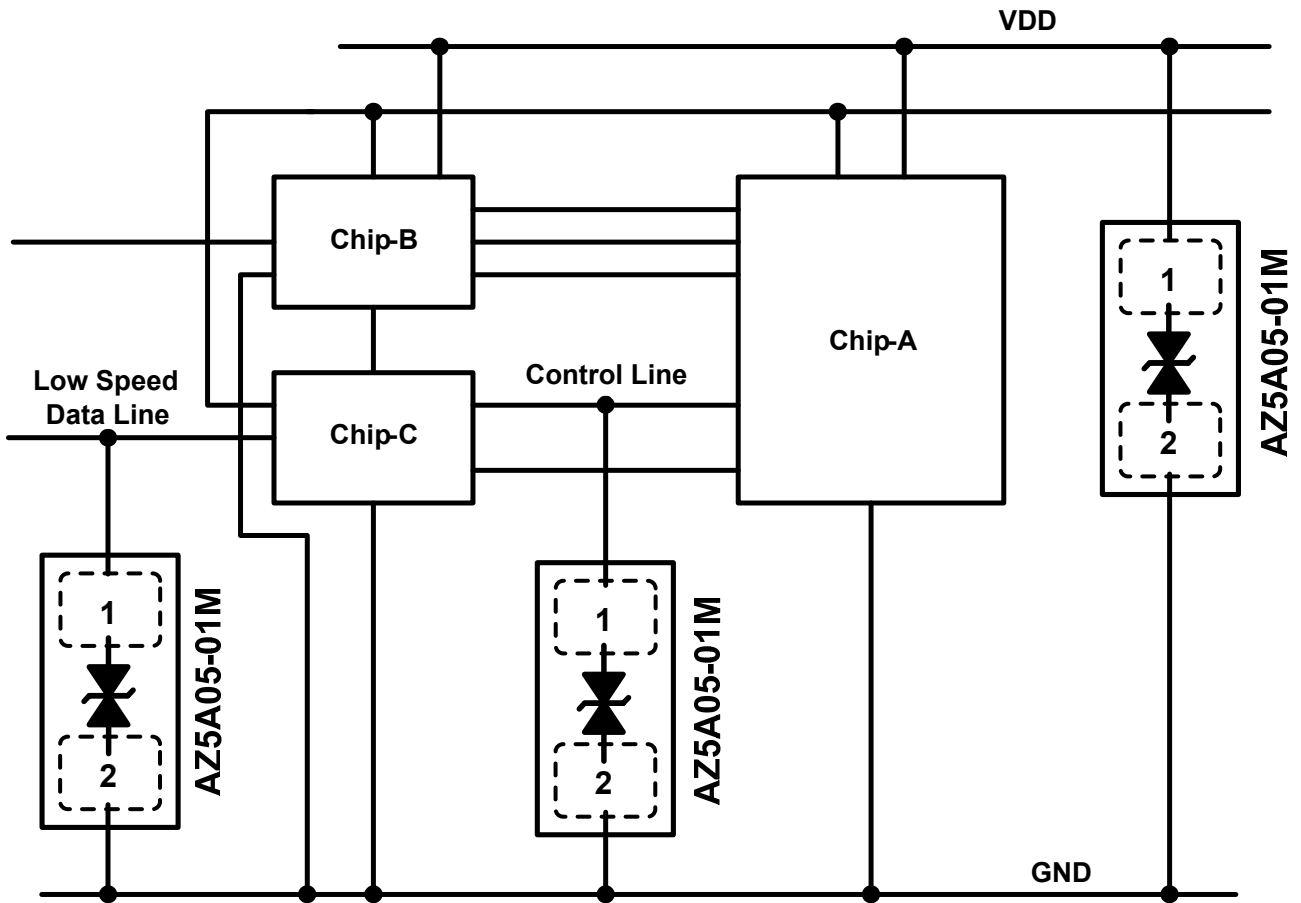 VDD
Chip-B
Chip-A
1
2
AZ5A05-01M
Low Speed
Data Line
Control Line
Chip-C
1
2
AZ5A05-01M
1
2
AZ5A05-01M
GND